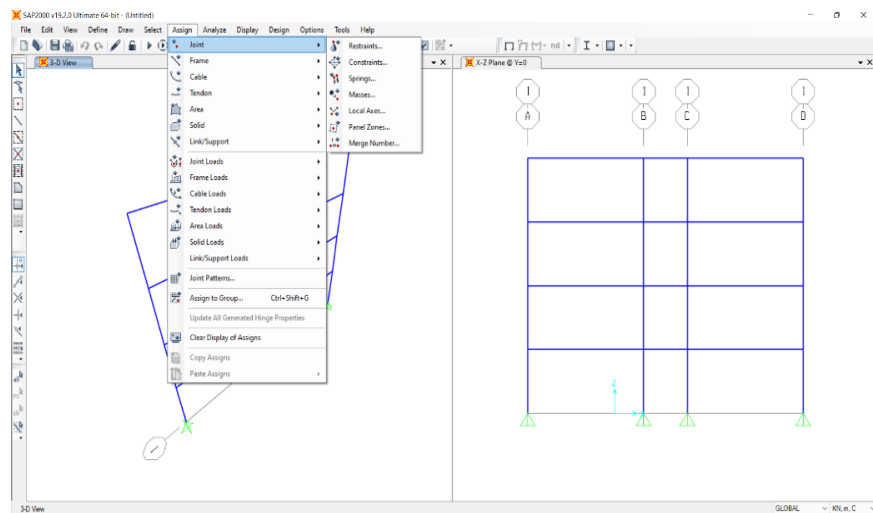 SAP2000 v19.2.0 Ultimate 64-bit - (Untitled)
File Edit View Define Draw Select Assign Analyze Display Design Options Tools Help
nd
3-D View
X-Z Plane @ Y=0
Joint
Frame
Cable
Tendon
Area
Solid
Link/Support
Joint Loads
Frame Loads
Cable Loads
Tendon Loads
Area Loads
Solid Loads
Link/Support Loads
Joint Patterns...
Assign to Group... Ctrl+Shift+G
Update All Generated Hinge Properties
Clear Display of Assigns
Copy Assigns
Paste Assigns
Restraints...
Constraints...
Springs...
Masses...
Local Axes...
Panel Zones...
Merge Number...
1 1 1 1
A B C D
Z
3-D View
GLOBAL KN, m, C